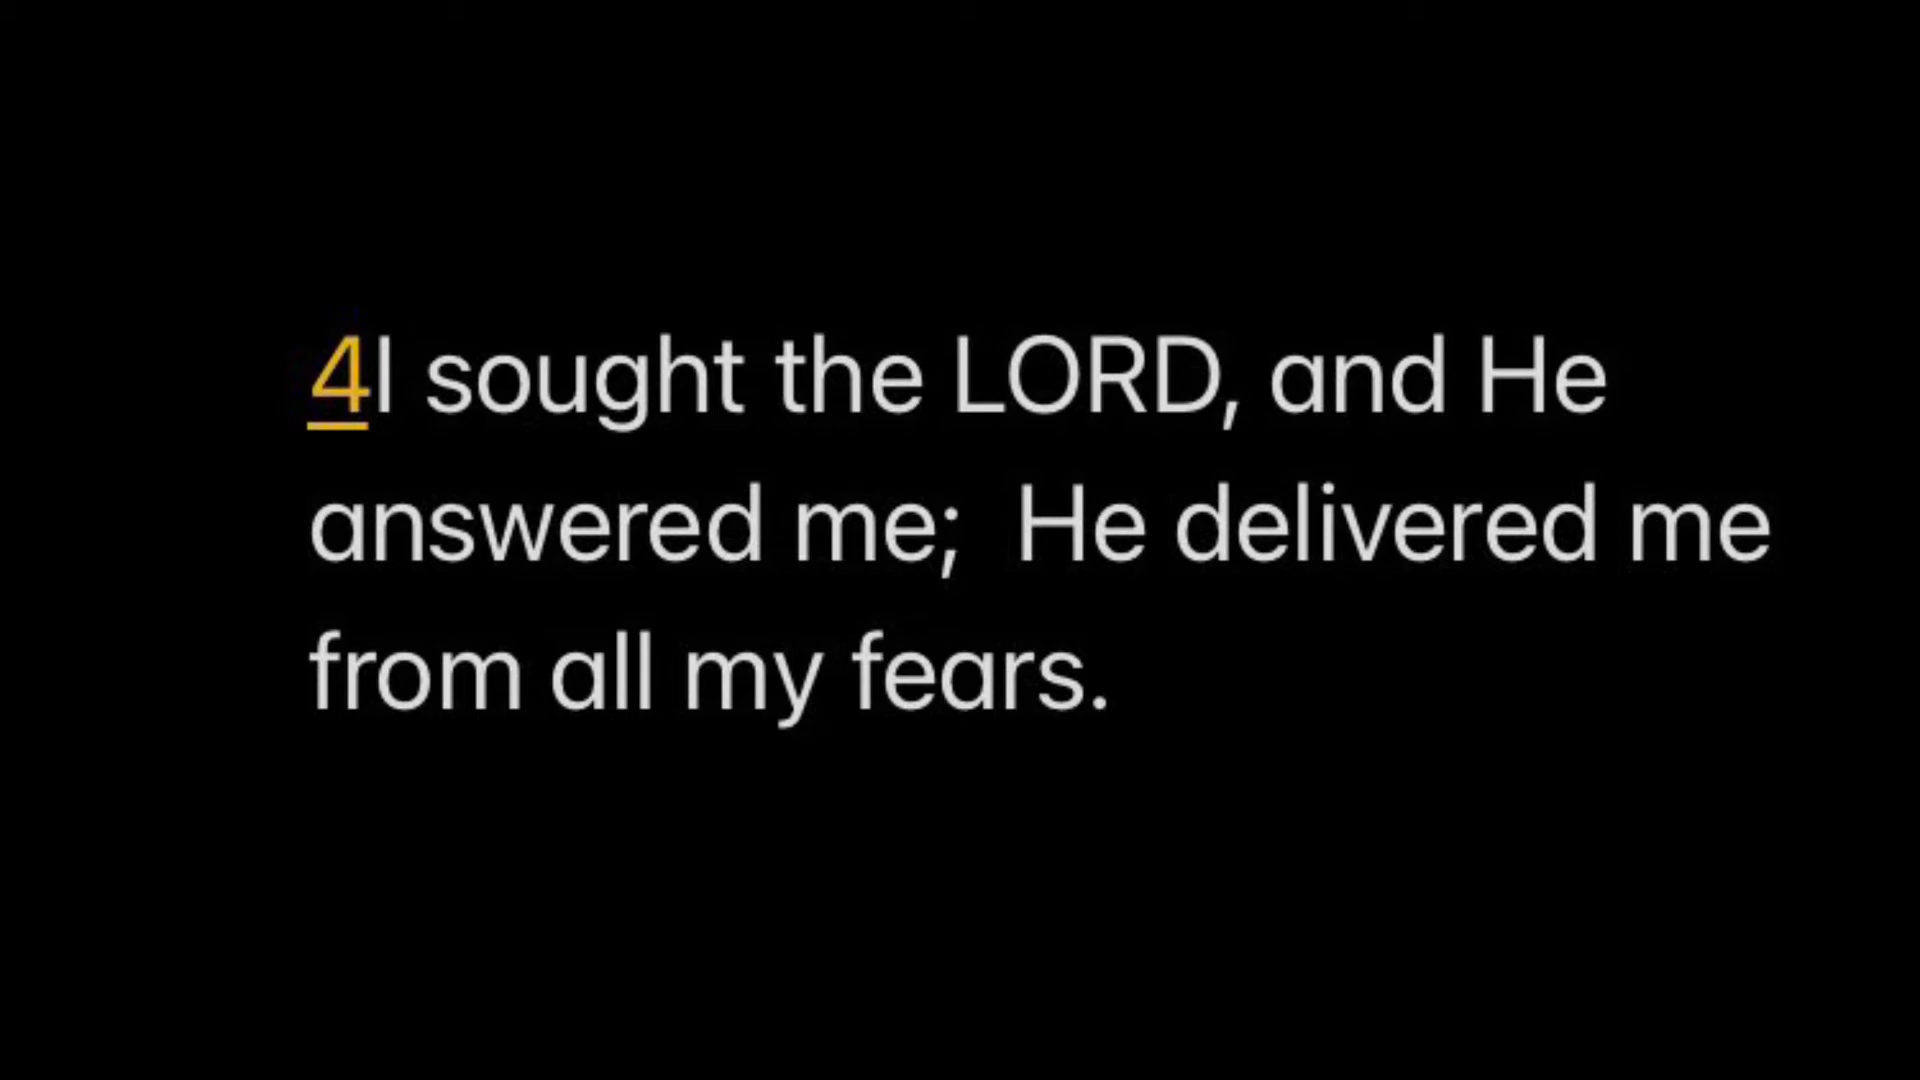 4I sought the LORD, and He
answered me;  He delivered me
from all my fears.